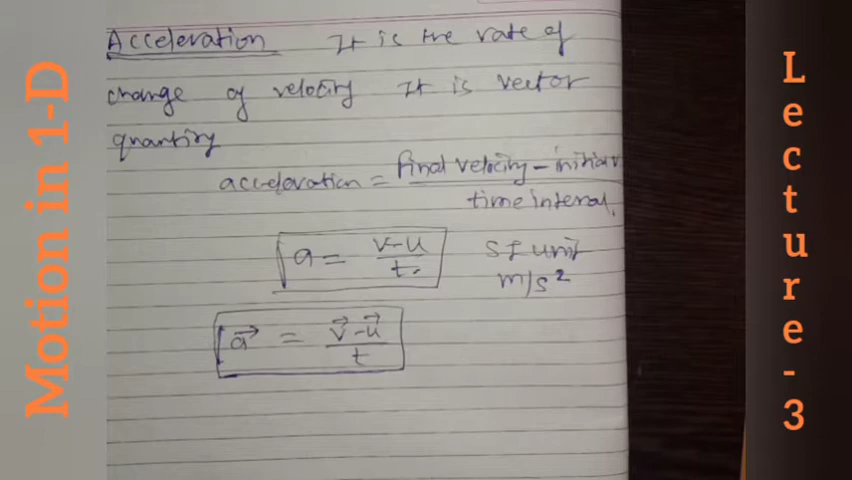 Motion in 1-D
Acceleration It is the rate of
change of velocity It is vector
quantity
acceleration = final velocity - initial v
time interval.
a = v-u
t
SI unit
m/s²
a⃗ = v⃗-u⃗
t
Lecture-3